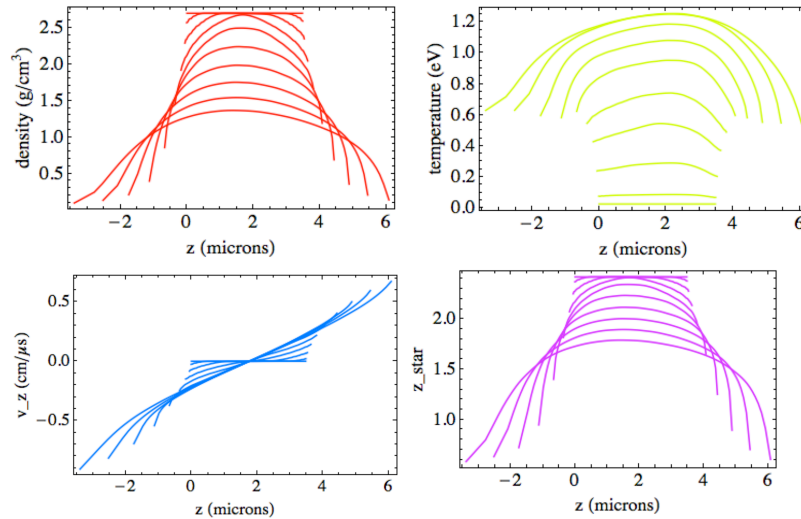 density (g/cm³)
2.5
2.0
1.5
1.0
0.5
−2 0 2 4 6
z (microns)
temperature (eV)
1.2
1.0
0.8
0.6
0.4
0.2
0.0
−2 0 2 4 6
z (microns)
v_z (cm/μs)
0.5
0.0
−0.5
−2 0 2 4 6
z (microns)
z_star
2.0
1.5
1.0
−2 0 2 4 6
z (microns)